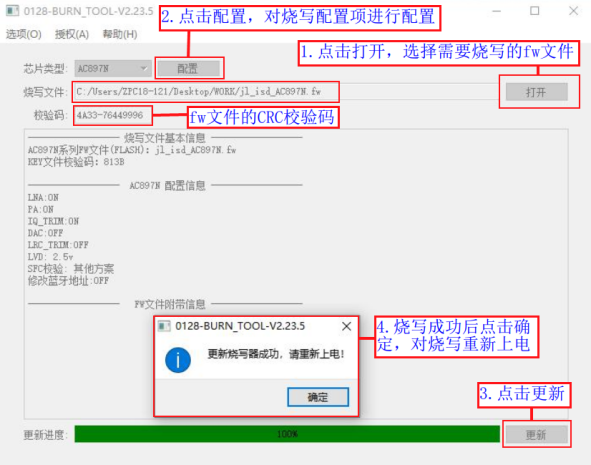 0128-BURN_TOOL-V2.23.5
2.点击配置，对烧写配置项进行配置
选项(O) 授权(A) 帮助(H)
1.点击打开，选择需要烧写的fw文件
芯片类型: AC897N 配置
烧写文件: C:/Users/ZFC18-121/Desktop/WORK/jl_isd_AC897N.fw 打开
校验码: 4A33-76449996 fw文件的CRC校验码
烧写文件基本信息
AC897N系列FW文件(FLASH): jl_isd_AC897N.fw
KEY文件校验码: 813B
AC897N 配置信息
LNA:ON
PA:ON
IQ_TRIM:ON
DAC:OFF
LRC_TRIM:OFF
LVD: 2.5v
SFC校验: 其他方案
修改蓝牙地址:OFF
FW文件附带信息
0128-BURN_TOOL-V2.23.5
更新烧写器成功，请重新上电!
确定
4.烧写成功后点击确
定，对烧写重新上电
3.点击更新
更新进度: 100% 更新